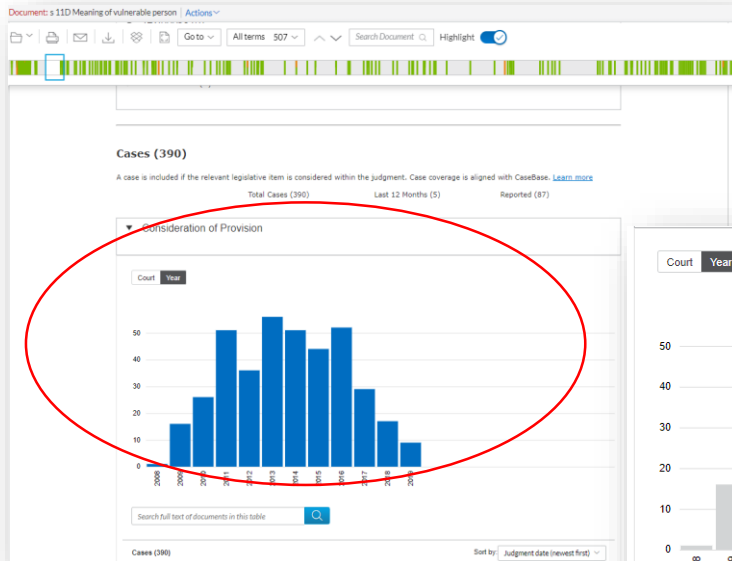 Document: s 11D Meaning of vulnerable person | Actions
Go to
All terms 507
Search Document
Highlight
Cases (390)
A case is included if the relevant legislative item is considered within the judgment. Case coverage is aligned with CaseBase. Learn more
Total Cases (390) Last 12 Months (5) Reported (87)
Consideration of Provision
Court Year
50
40
30
20
10
0
2008 2009 2010 2011 2012 2013 2014 2015 2016 2017 2018 2019
Search full text of documents in this table
Cases (390)
Sort by: Judgment date (newest first)
Court Year
50
40
30
20
10
0